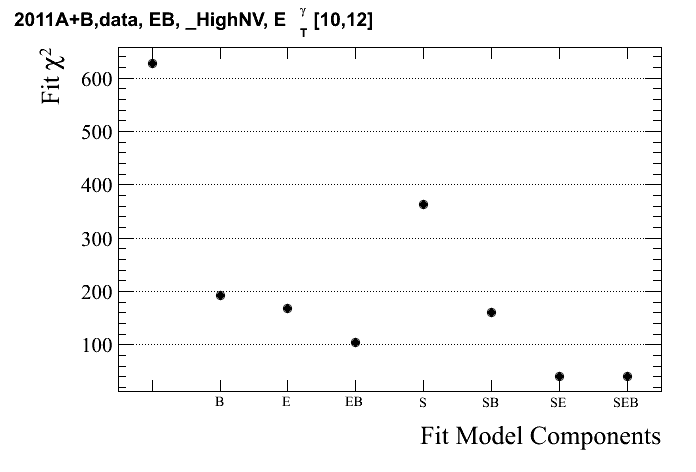 2011A+B,data, EB, _HighNV, E γ T [10,12]
Fit χ²
600
500
400
300
200
100
B E EB S SB SE SEB
Fit Model Components